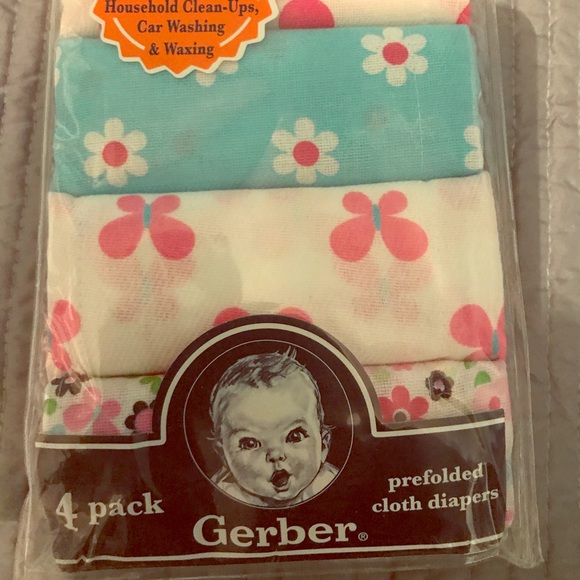 Household Clean-Ups,
Car Washing
& Waxing
4 pack
Gerber®
prefolded
cloth diapers